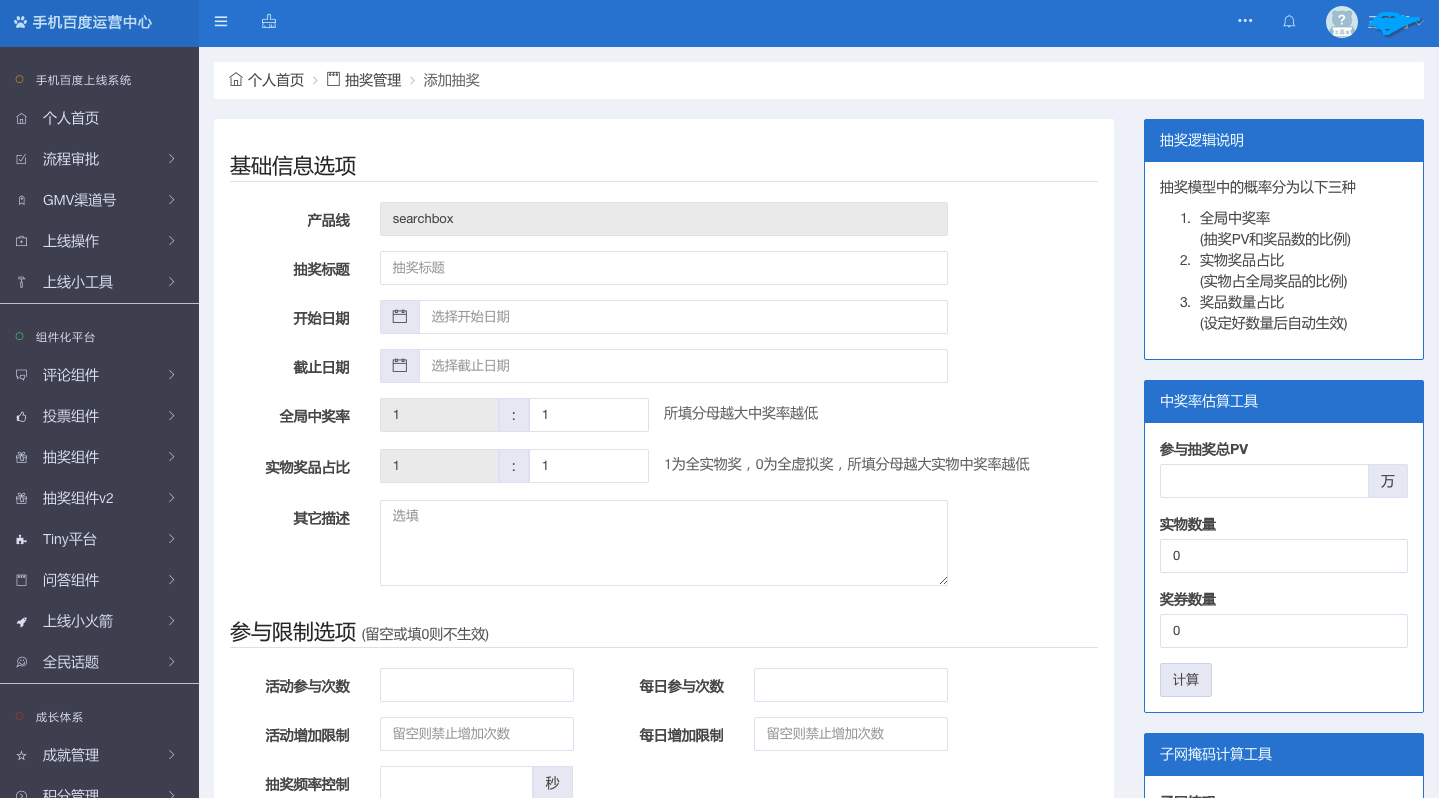 手机百度运营中心
手机百度上线系统
个人首页
流程审批
GMV渠道号
上线操作
上线小工具
组件化平台
评论组件
投票组件
抽奖组件
抽奖组件v2
Tiny平台
问答组件
上线小火箭
全民话题
成长体系
成就管理
积分管理
个人首页 > 抽奖管理 > 添加抽奖
基础信息选项
产品线 searchbox
抽奖标题 抽奖标题
开始日期 选择开始日期
截止日期 选择截止日期
全局中奖率 1 : 1 所填分母越大中奖率越低
实物奖品占比 1 : 1 1为全实物奖，0为全虚拟奖，所填分母越大实物中奖率越低
其它描述 选填
参与限制选项 (留空或填0则不生效)
活动参与次数 每日参与次数
活动增加限制 留空则禁止增加次数 每日增加限制 留空则禁止增加次数
抽奖频率控制 秒
抽奖逻辑说明
抽奖模型中的概率分为以下三种
1. 全局中奖率
(抽奖PV和奖品数的比例)
2. 实物奖品占比
(实物占全局奖品的比例)
3. 奖品数量占比
(设定好数量后自动生效)
中奖率估算工具
参与抽奖总PV
万
实物数量
0
奖券数量
0
计算
子网掩码计算工具